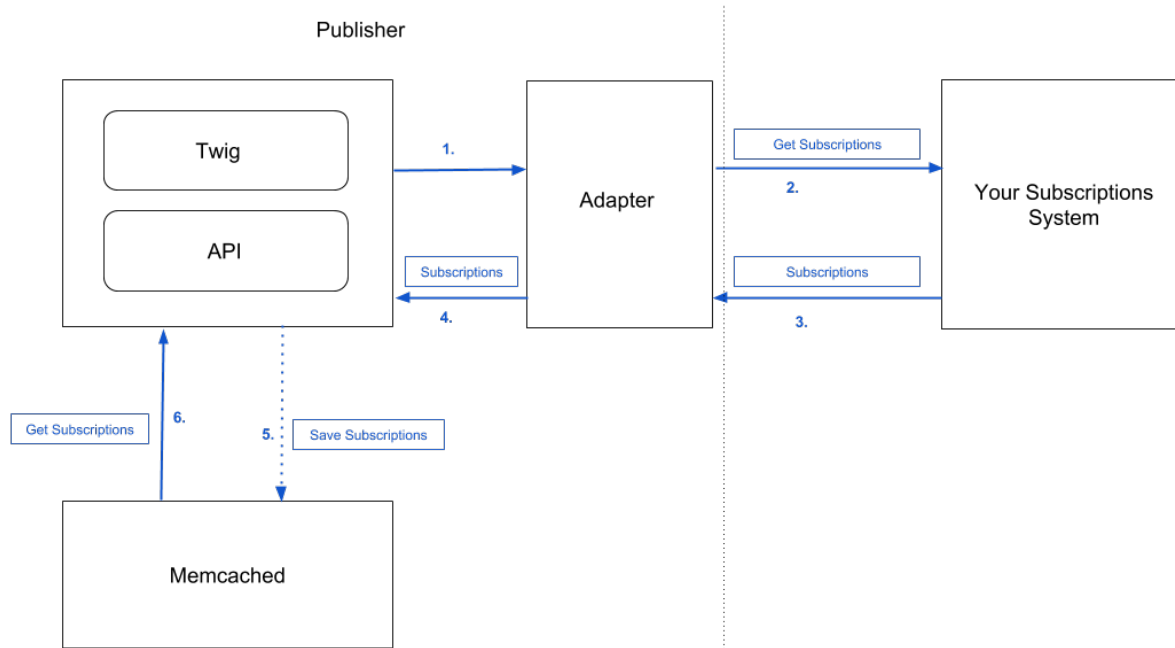 Publisher
Twig
API
1.
Adapter
Get Subscriptions
2.
Your Subscriptions
System
Subscriptions
4.
Subscriptions
3.
Get Subscriptions
6.
5.
Save Subscriptions
Memcached